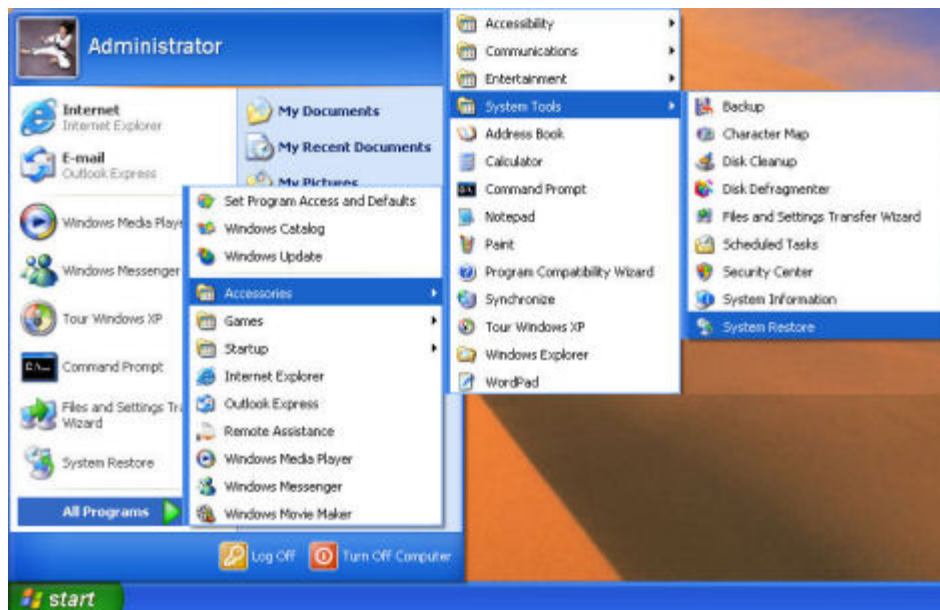 Administrator
Internet
Internet Explorer
E-mail
Outlook Express
Windows Media Playe
Windows Messenger
Tour Windows XP
Command Prompt
Files and Settings Tra
Wizard
System Restore
All Programs
My Documents
My Recent Documents
My Pictures
Set Program Access and Defaults
Windows Catalog
Windows Update
Accessories
Games
Startup
Internet Explorer
Outlook Express
Remote Assistance
Windows Media Player
Windows Messenger
Windows Movie Maker
Accessibility
Communications
Entertainment
System Tools
Address Book
Calculator
Command Prompt
Notepad
Paint
Program Compatibility Wizard
Synchronize
Tour Windows XP
Windows Explorer
WordPad
Backup
Character Map
Disk Cleanup
Disk Defragmenter
Files and Settings Transfer Wizard
Scheduled Tasks
Security Center
System Information
System Restore
Log Off
Turn Off Computer
start